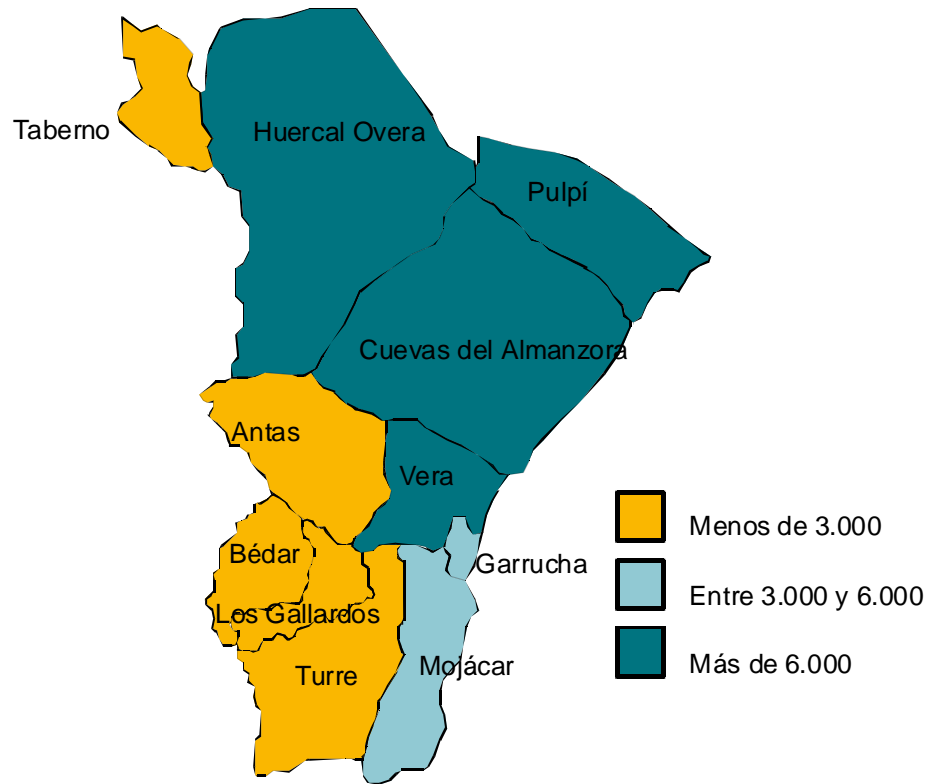 Taberno
Huercal Overa
Pulpí
Cuevas del Almanzora
Antas
Vera
Bédar
Garrucha
Los Gallardos
Turre
Mojácar
Menos de 3.000
Entre 3.000 y 6.000
Más de 6.000